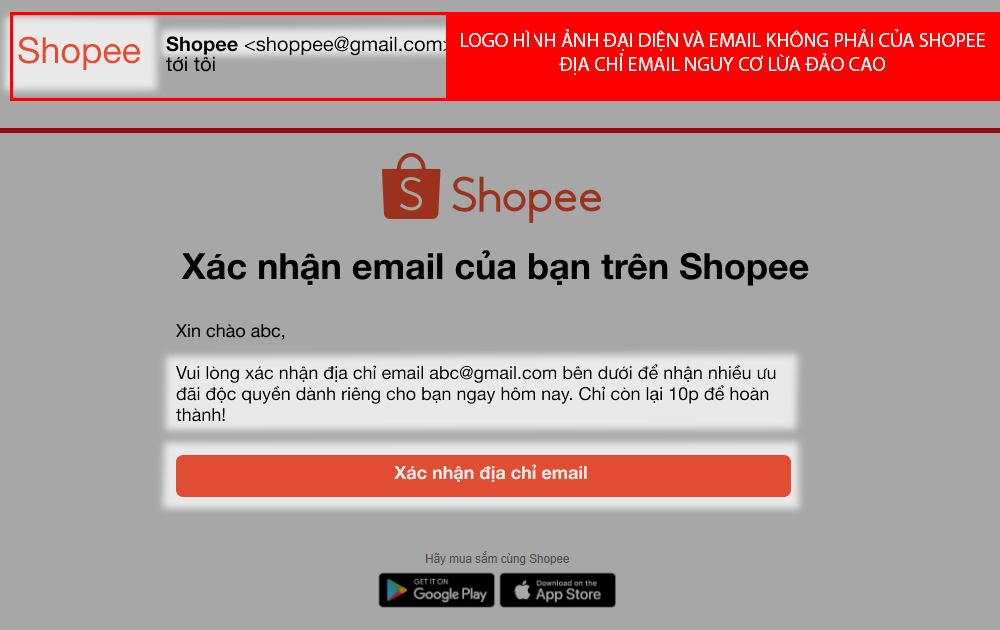 Shopee
Shopee <shoppee@gmail.com>
tới tôi
LOGO HÌNH ẢNH ĐẠI DIỆN VÀ EMAIL KHÔNG PHẢI CỦA SHOPEE
ĐỊA CHỈ EMAIL NGUY CƠ LỪA ĐẢO CAO
S Shopee
Xác nhận email của bạn trên Shopee
Xin chào abc,
Vui lòng xác nhận địa chỉ email abc@gmail.com bên dưới để nhận nhiều ưu
đãi độc quyền dành riêng cho bạn ngay hôm nay. Chỉ còn lại 10p để hoàn
thành!
Xác nhận địa chỉ email
Hãy mua sắm cùng Shopee
GET IT ON
Google Play
Download on the
App Store